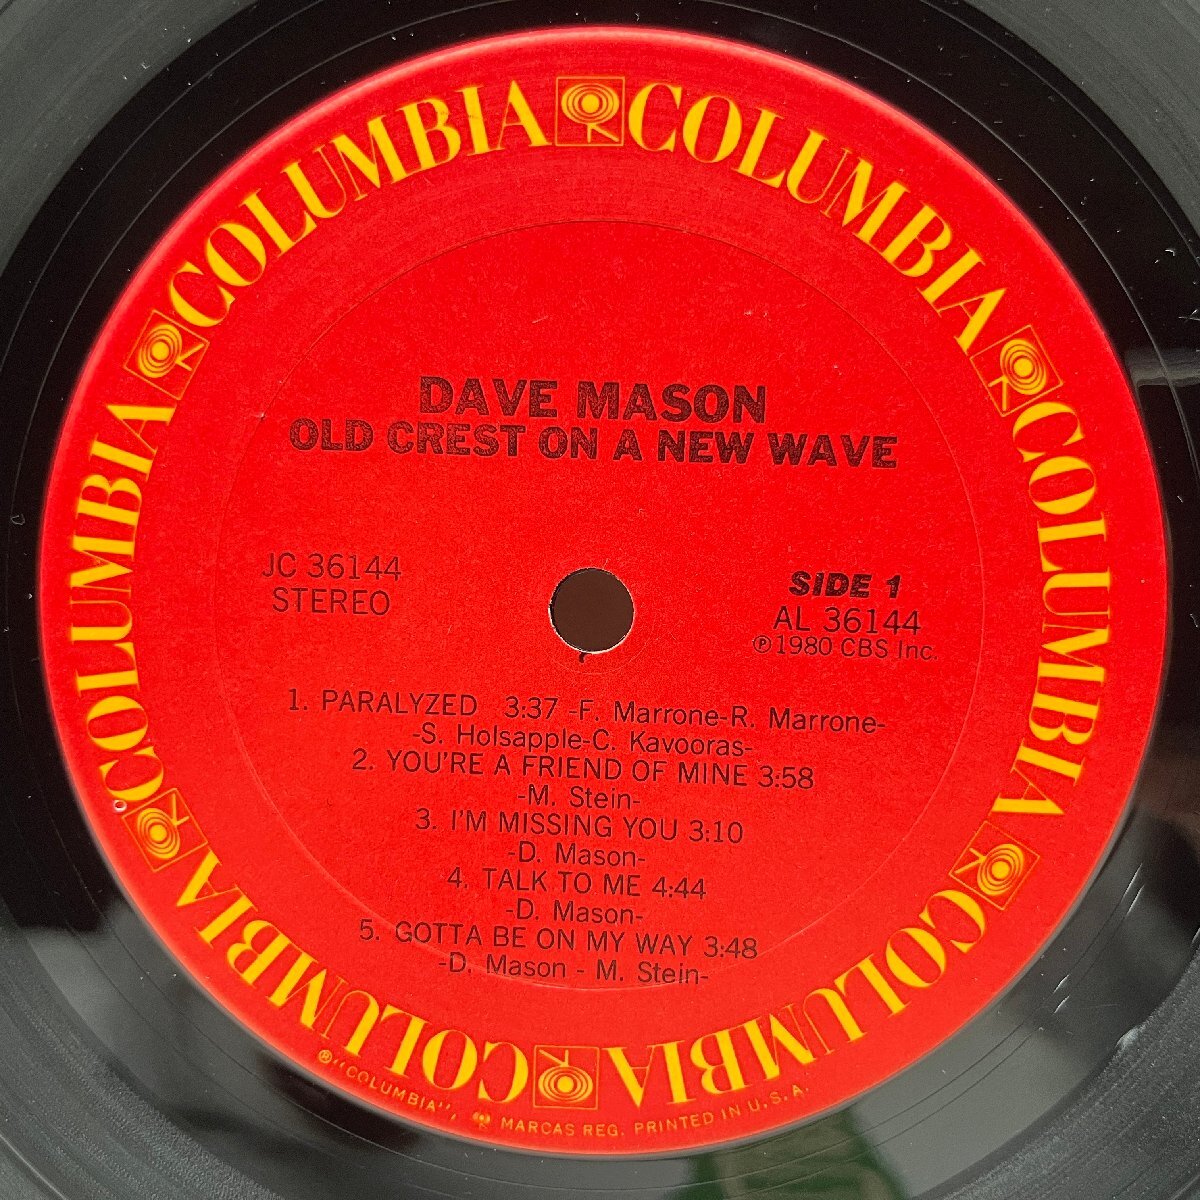 COLUMBIA COLUMBIA COLUMBIA COLUMBIA COLUMBIA COLUMBIA
DAVE MASON
OLD CREST ON A NEW WAVE
JC 36144
STEREO
SIDE 1
AL 36144
℗ 1980 CBS Inc.
1. PARALYZED 3:37 -F. Marrone-R. Marrone-
-S. Holsapple-C. Kavooras-
2. YOU'RE A FRIEND OF MINE 3:58
-M. Stein-
3. I'M MISSING YOU 3:10
-D. Mason-
4. TALK TO ME 4:44
-D. Mason-
5. GOTTA BE ON MY WAY 3:48
-D. Mason - M. Stein-
® "COLUMBIA", MARCAS REG. PRINTED IN U.S.A.